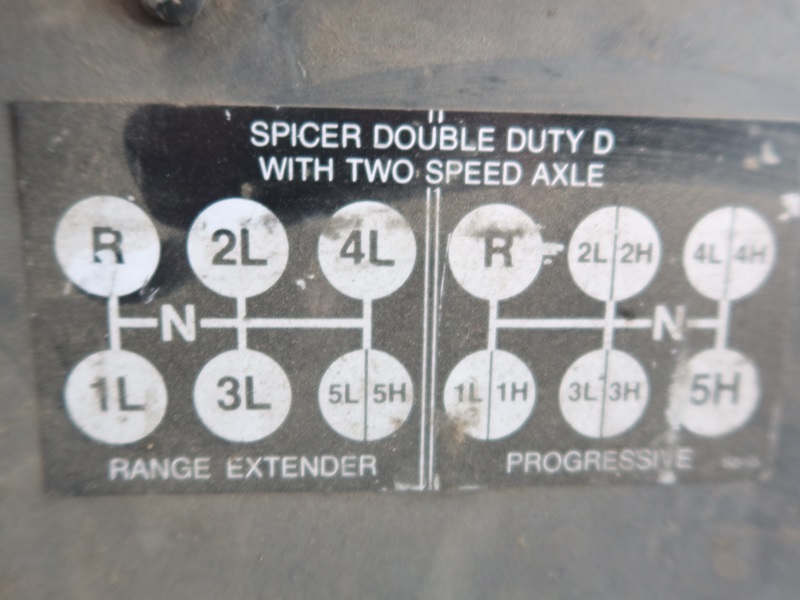 SPICER DOUBLE DUTY D
WITH TWO SPEED AXLE
R 2L 4L
N
1L 3L 5L 5H
RANGE EXTENDER
R 2L 2H 4L 4H
N
1L 1H 3L 3H 5H
PROGRESSIVE